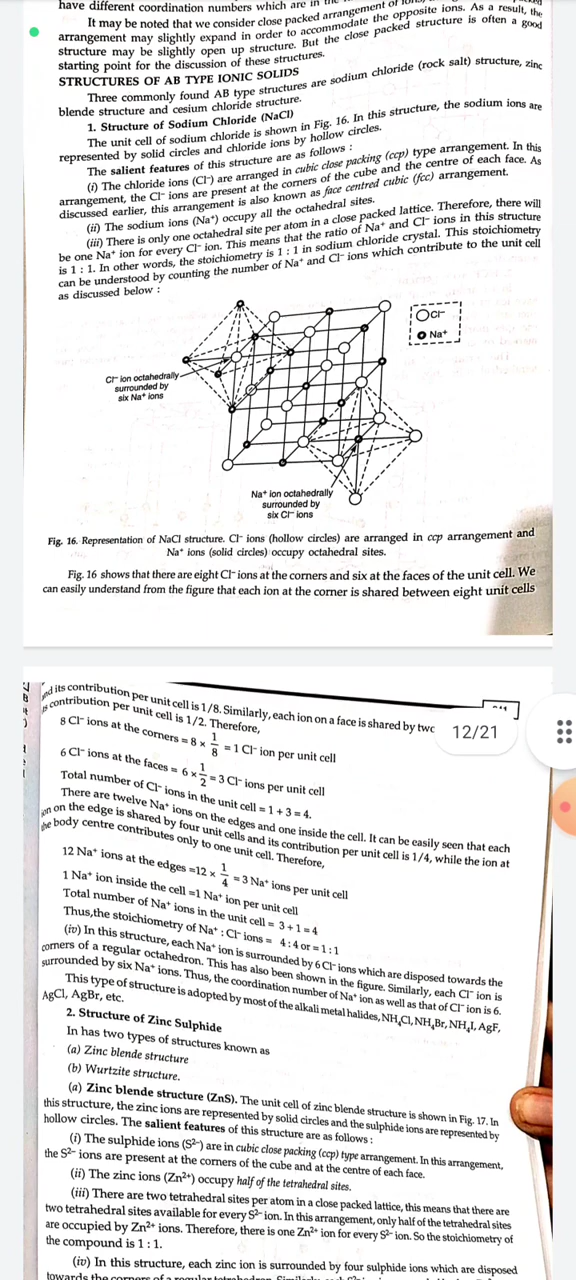 have different coordination numbers which are in the
It may be noted that we consider close packed arrangement of ions,
arrangement may slightly expand in order to accommodate the opposite ions. As a result, the
structure may be slightly open up structure. But the close packed structure is often a good
starting point for the discussion of these structures.
STRUCTURES OF AB TYPE IONIC SOLIDS
Three commonly found AB type structures are sodium chloride (rock salt) structure, zinc
blende structure and cesium chloride structure.
1. Structure of Sodium Chloride (NaCl)
The unit cell of sodium chloride is shown in Fig. 16. In this structure, the sodium ions are
represented by solid circles and chloride ions by hollow circles.
The salient features of this structure are as follows :
(i) The chloride ions (Cl⁻) are arranged in cubic close packing (ccp) type arrangement. In this
arrangement, the Cl⁻ ions are present at the corners of the cube and the centre of each face. As
discussed earlier, this arrangement is also known as face centred cubic (fcc) arrangement.
(ii) The sodium ions (Na⁺) occupy all the octahedral sites.
(iii) There is only one octahedral site per atom in a close packed lattice. Therefore, there will
be one Na⁺ ion for every Cl⁻ ion. This means that the ratio of Na⁺ and Cl⁻ ions in this structure
is 1 : 1. In other words, the stoichiometry is 1 : 1 in sodium chloride crystal. This stoichiometry
can be understood by counting the number of Na⁺ and Cl⁻ ions which contribute to the unit cell
as discussed below :
Cl⁻
Na⁺
Cl⁻ ion octahedrally
surrounded by
six Na⁺ ions
Na⁺ ion octahedrally
surrounded by
six Cl⁻ ions
Fig. 16. Representation of NaCl structure. Cl⁻ ions (hollow circles) are arranged in ccp arrangement and
Na⁺ ions (solid circles) occupy octahedral sites.
Fig. 16 shows that there are eight Cl⁻ ions at the corners and six at the faces of the unit cell. We
can easily understand from the figure that each ion at the corner is shared between eight unit cells
and its contribution per unit cell is 1/8. Similarly, each ion on a face is shared by two
12/21
contribution per unit cell is 1/2. Therefore,
8 Cl⁻ ions at the corners = 8 × 1/8 = 1 Cl⁻ ion per unit cell
6 Cl⁻ ions at the faces = 6 × 1/2 = 3 Cl⁻ ions per unit cell
Total number of Cl⁻ ions in the unit cell = 1 + 3 = 4.
There are twelve Na⁺ ions on the edges and one inside the cell. It can be easily seen that each
ion on the edge is shared by four unit cells and its contribution per unit cell is 1/4, while the ion at
the body centre contributes only to one unit cell. Therefore,
12 Na⁺ ions at the edges =12 × 1/4 = 3 Na⁺ ions per unit cell
1 Na⁺ ion inside the cell =1 Na⁺ ion per unit cell
Total number of Na⁺ ions in the unit cell = 3 + 1 = 4
Thus,the stoichiometry of Na⁺ : Cl⁻ ions = 4 : 4 or = 1 : 1
(iv) In this structure, each Na⁺ ion is surrounded by 6 Cl⁻ ions which are disposed towards the
corners of a regular octahedron. This has also been shown in the figure. Similarly, each Cl⁻ ion is
surrounded by six Na⁺ ions. Thus, the coordination number of Na⁺ ion as well as that of Cl⁻ ion is 6.
This type of structure is adopted by most of the alkali metal halides, NH₄Cl, NH₄Br, NH₄I, AgF,
AgCl, AgBr, etc.
2. Structure of Zinc Sulphide
In has two types of structures known as
(a) Zinc blende structure
(b) Wurtzite structure.
(a) Zinc blende structure (ZnS). The unit cell of zinc blende structure is shown in Fig. 17. In
this structure, the zinc ions are represented by solid circles and the sulphide ions are represented by
hollow circles. The salient features of this structure are as follows :
(i) The sulphide ions (S²⁻) are in cubic close packing (ccp) type arrangement. In this arrangement,
the S²⁻ ions are present at the corners of the cube and at the centre of each face.
(ii) The zinc ions (Zn²⁺) occupy half of the tetrahedral sites.
(iii) There are two tetrahedral sites per atom in a close packed lattice, this means that there are
two tetrahedral sites available for every S²⁻ ion. In this arrangement, only half of the tetrahedral sites
are occupied by Zn²⁺ ions. Therefore, there is one Zn²⁺ ion for every S²⁻ ion. So the stoichiometry of
the compound is 1 : 1.
(iv) In this structure, each zinc ion is surrounded by four sulphide ions which are disposed
towards the corners of a regular tetrahedron. Similarly